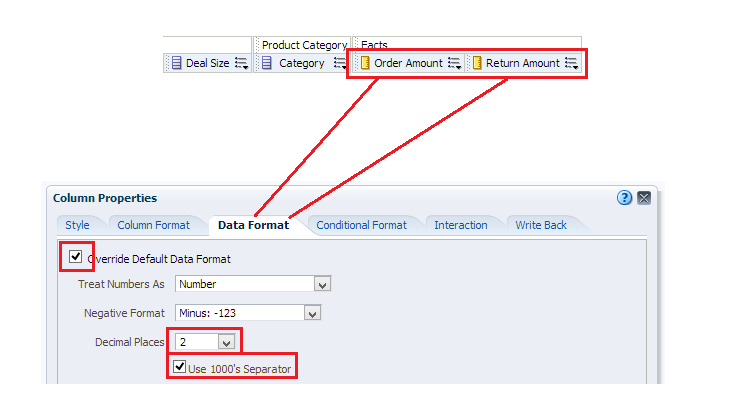 Product Category Facts
Deal Size Category Order Amount Return Amount
Column Properties
Style Column Format Data Format Conditional Format Interaction Write Back
Override Default Data Format
Treat Numbers As Number
Negative Format Minus: -123
Decimal Places 2
Use 1000's Separator